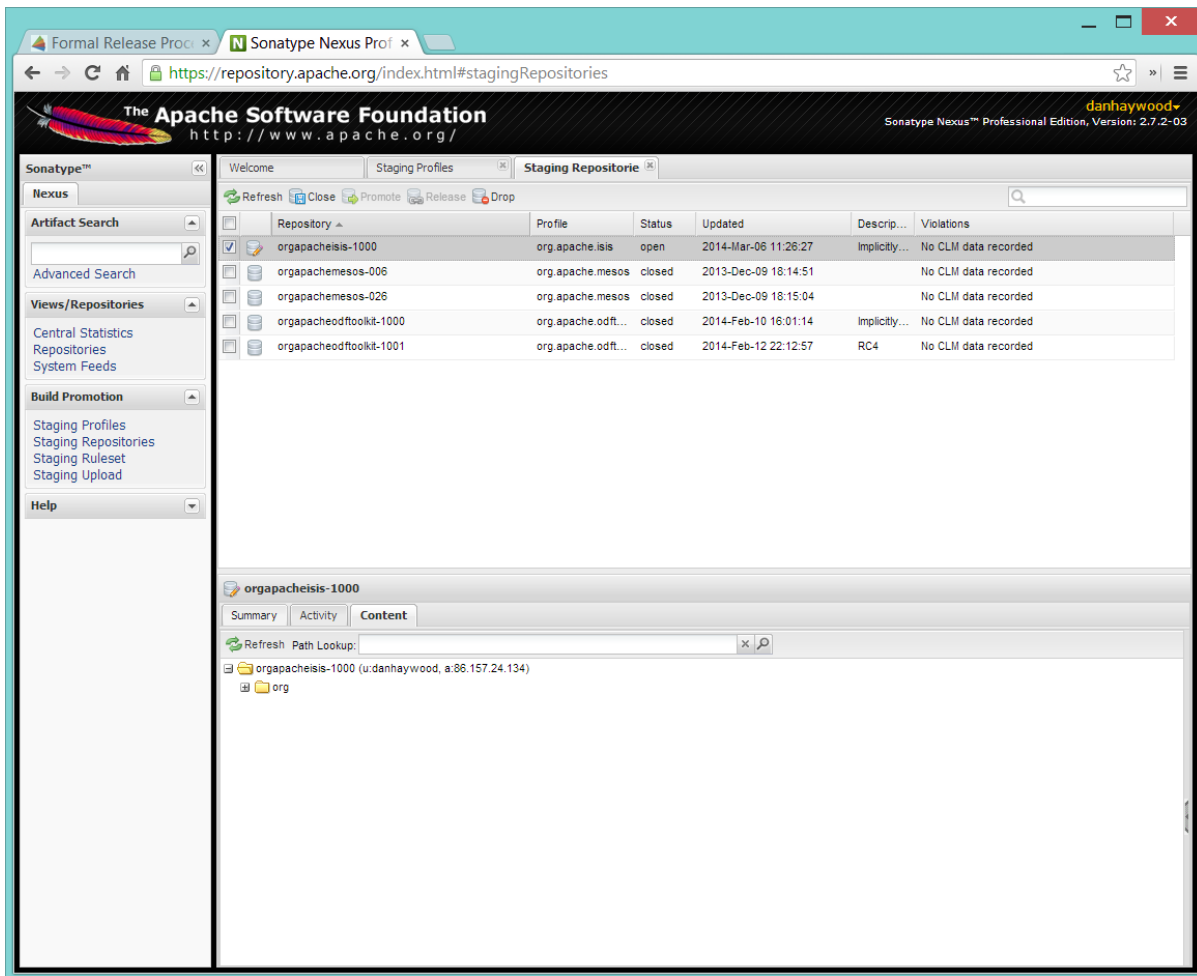 Formal Release Proc
Sonatype Nexus Prof
https://repository.apache.org/index.html#stagingRepositories
The Apache Software Foundation
http://www.apache.org/
danhaywood
Sonatype Nexus™ Professional Edition, Version: 2.7.2-03
Sonatype™
Nexus
Artifact Search
Advanced Search
Views/Repositories
Central Statistics
Repositories
System Feeds
Build Promotion
Staging Profiles
Staging Repositories
Staging Ruleset
Staging Upload
Help
Welcome Staging Profiles Staging Repositorie
Refresh Close Promote Release Drop
Repository Profile Status Updated Descrip... Violations
orgapacheisis-1000 org.apache.isis open 2014-Mar-06 11:26:27 Implicitly... No CLM data recorded
orgapachemesos-006 org.apache.mesos closed 2013-Dec-09 18:14:51 No CLM data recorded
orgapachemesos-026 org.apache.mesos closed 2013-Dec-09 18:15:04 No CLM data recorded
orgapacheodftoolkit-1000 org.apache.odft... closed 2014-Feb-10 16:01:14 Implicitly... No CLM data recorded
orgapacheodftoolkit-1001 org.apache.odft... closed 2014-Feb-12 22:12:57 RC4 No CLM data recorded
orgapacheisis-1000
Summary Activity Content
Refresh Path Lookup:
orgapacheisis-1000 (u:danhaywood, a:86.157.24.134)
org